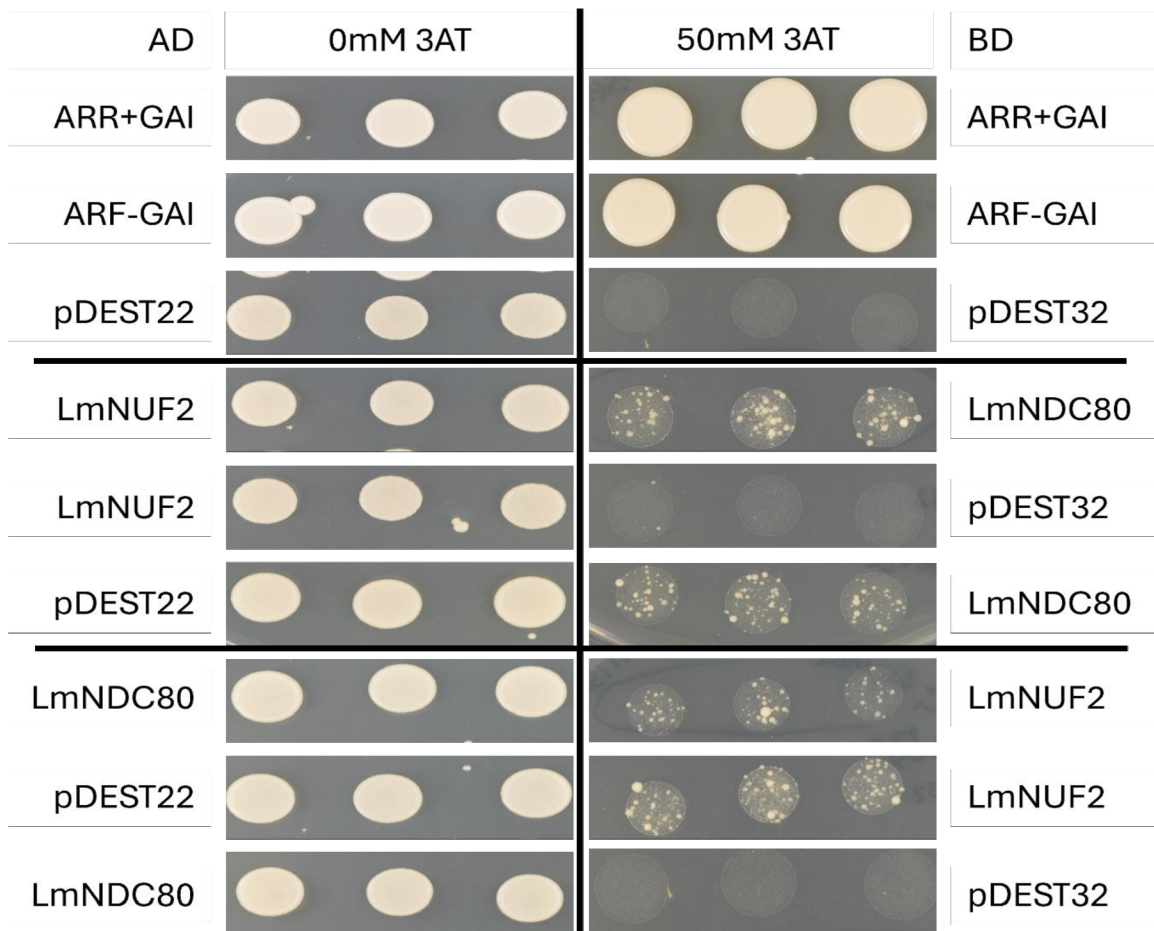 AD 0mM 3AT 50mM 3AT BD
ARR+GAI ARR+GAI
ARF-GAI ARF-GAI
pDEST22 pDEST32
LmNUF2 LmNDC80
LmNUF2 pDEST32
pDEST22 LmNDC80
LmNDC80 LmNUF2
pDEST22 LmNUF2
LmNDC80 pDEST32